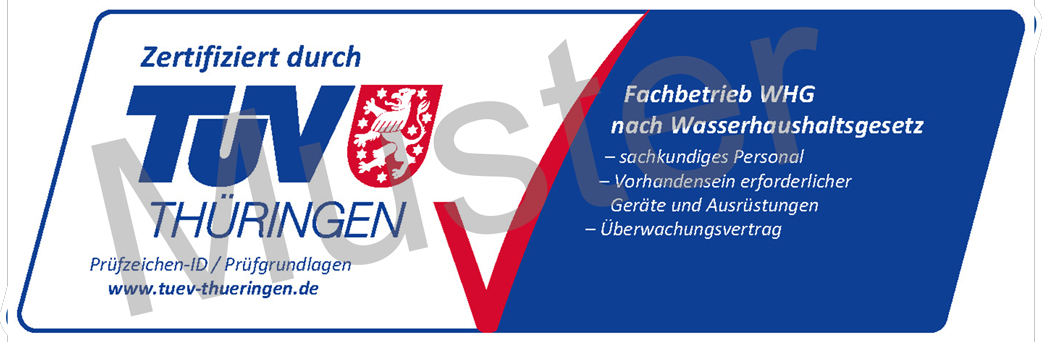 Zertifiziert durch
TÜV
THÜRINGEN
Prüfzeichen-ID / Prüfgrundlagen
www.tuev-thueringen.de
Fachbetrieb WHG
nach Wasserhaushaltsgesetz
– sachkundiges Personal
– Vorhandensein erforderlicher
Geräte und Ausrüstungen
– Überwachungsvertrag
Muster